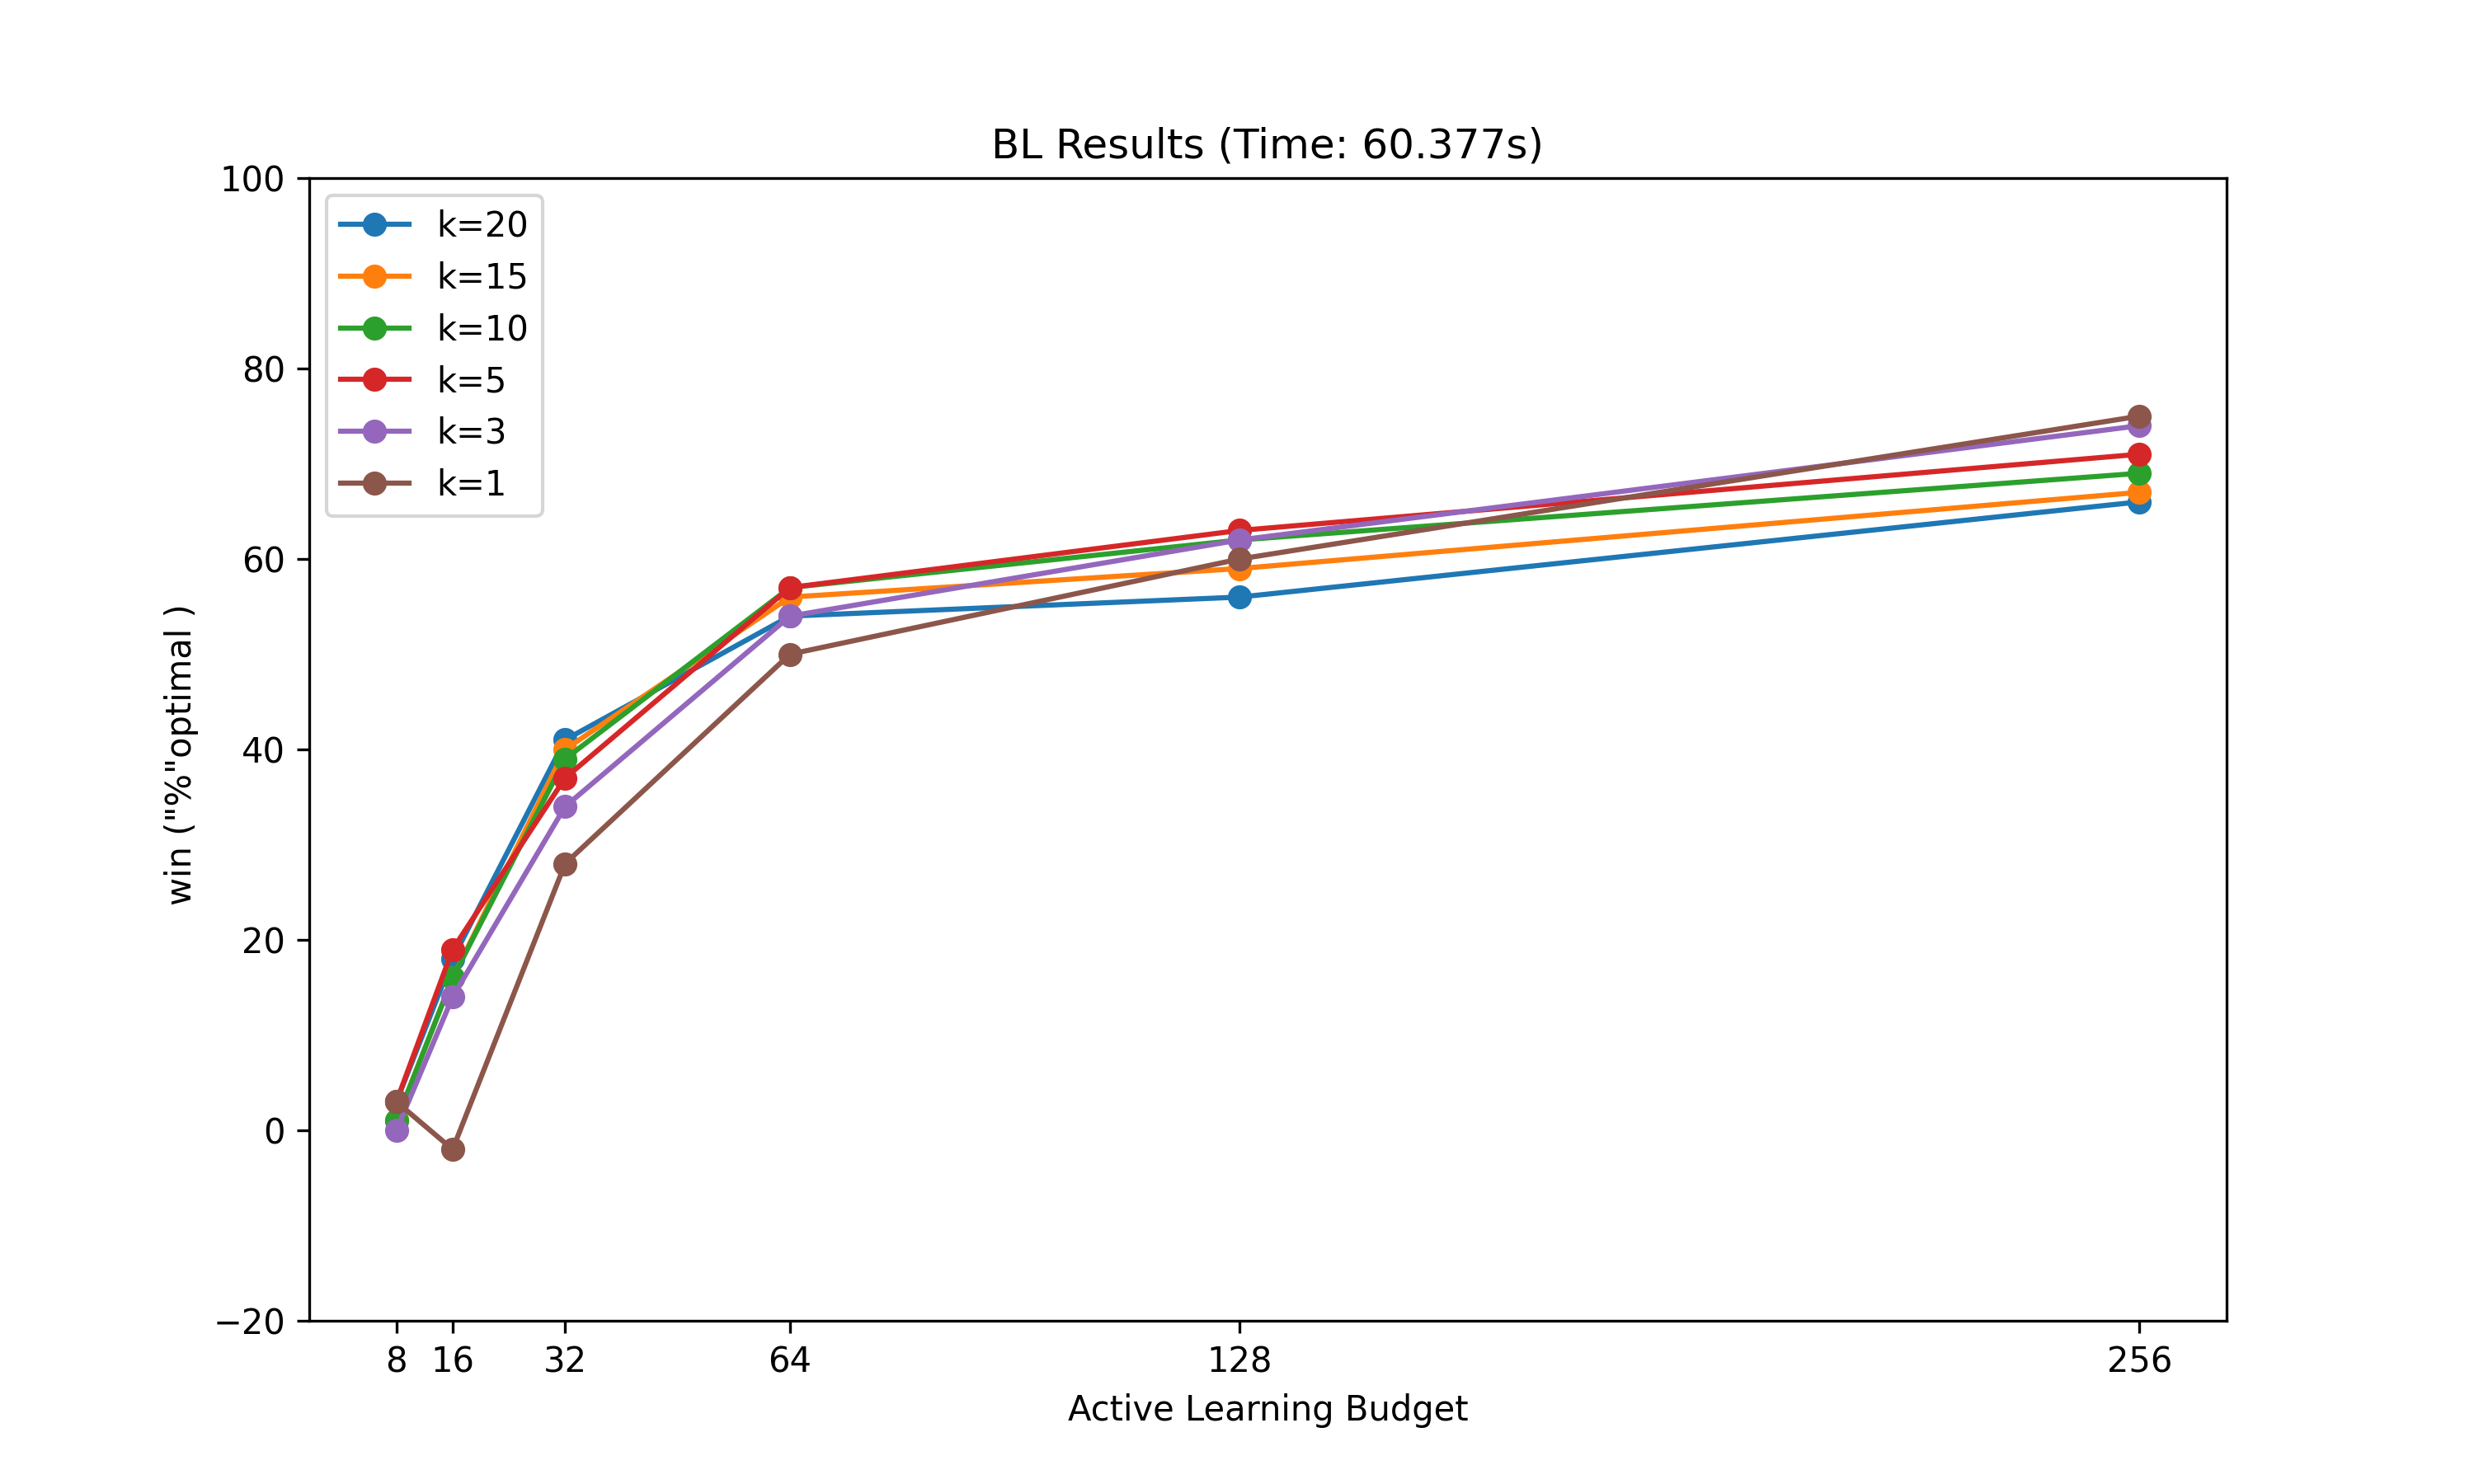 BL Results (Time: 60.377s)
100
80
60
40
20
0
−20
win ("%"optimal )
k=20
k=15
k=10
k=5
k=3
k=1
8 16 32 64 128 256
Active Learning Budget